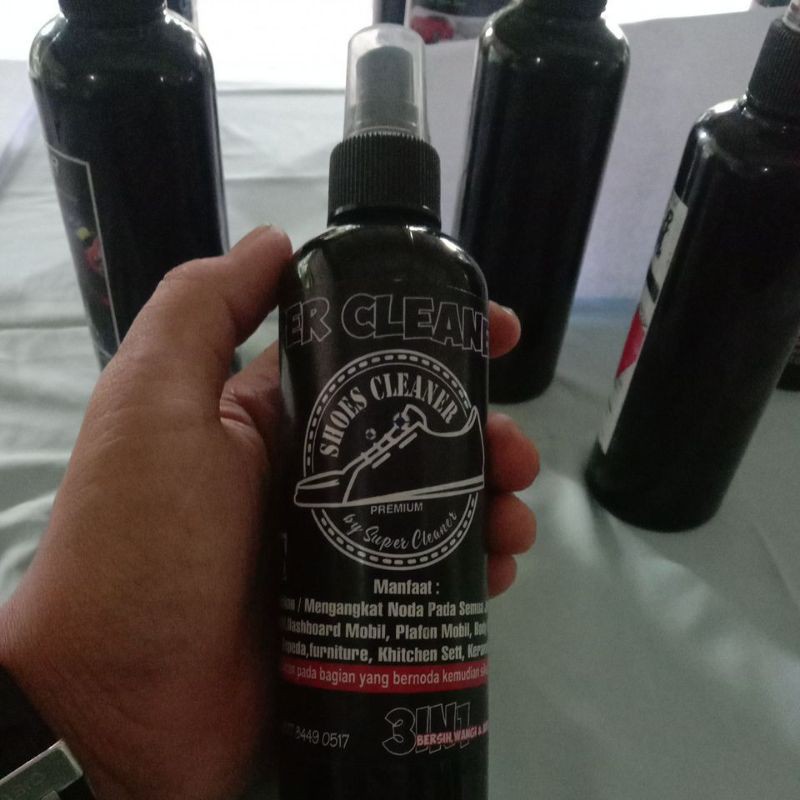 ER CLEANE
SHOES CLEANER
PREMIUM
by Super Cleaner
Manfaat :
/ Mengangkat Noda Pada Semua
Dashboard Mobil, Plafon Mobil, Body
furniture, Khitchen Sett,
pada bagian yang bernoda kemudian
8449 0517
3IN1
BERSIH, WANGI &